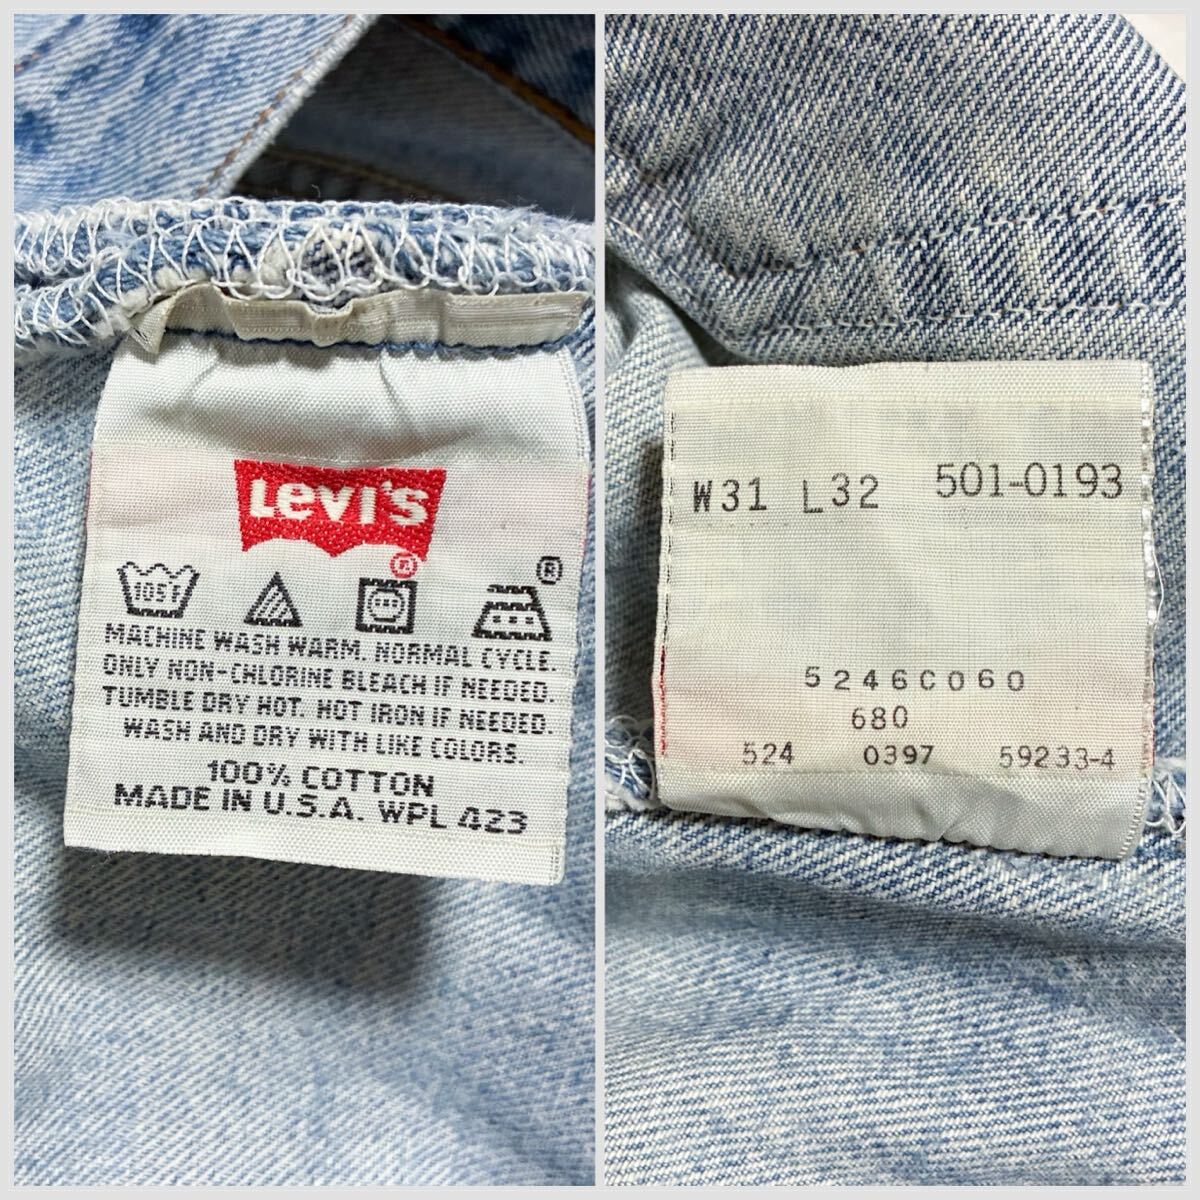 Levi's
®
105F
®
MACHINE WASH WARM. NORMAL CYCLE.
ONLY NON-CHLORINE BLEACH IF NEEDED.
TUMBLE DRY HOT. HOT IRON IF NEEDED.
WASH AND DRY WITH LIKE COLORS.
100% COTTON
MADE IN U.S.A. WPL 423
W31 L32 501-0193
5246C060
680
524 0397 59233-4